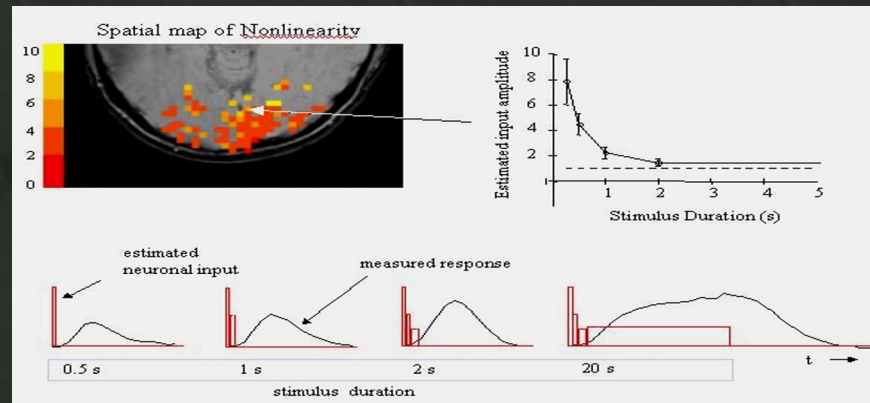 Spatial map of Nonlinearity
10
8
6
4
2
0
10
8
6
4
2
Estimated input amplitude
1 2 3 4 5
Stimulus Duration (s)
estimated
neuronal input
measured response
t
0.5 s 1 s 2 s 20 s
stimulus duration